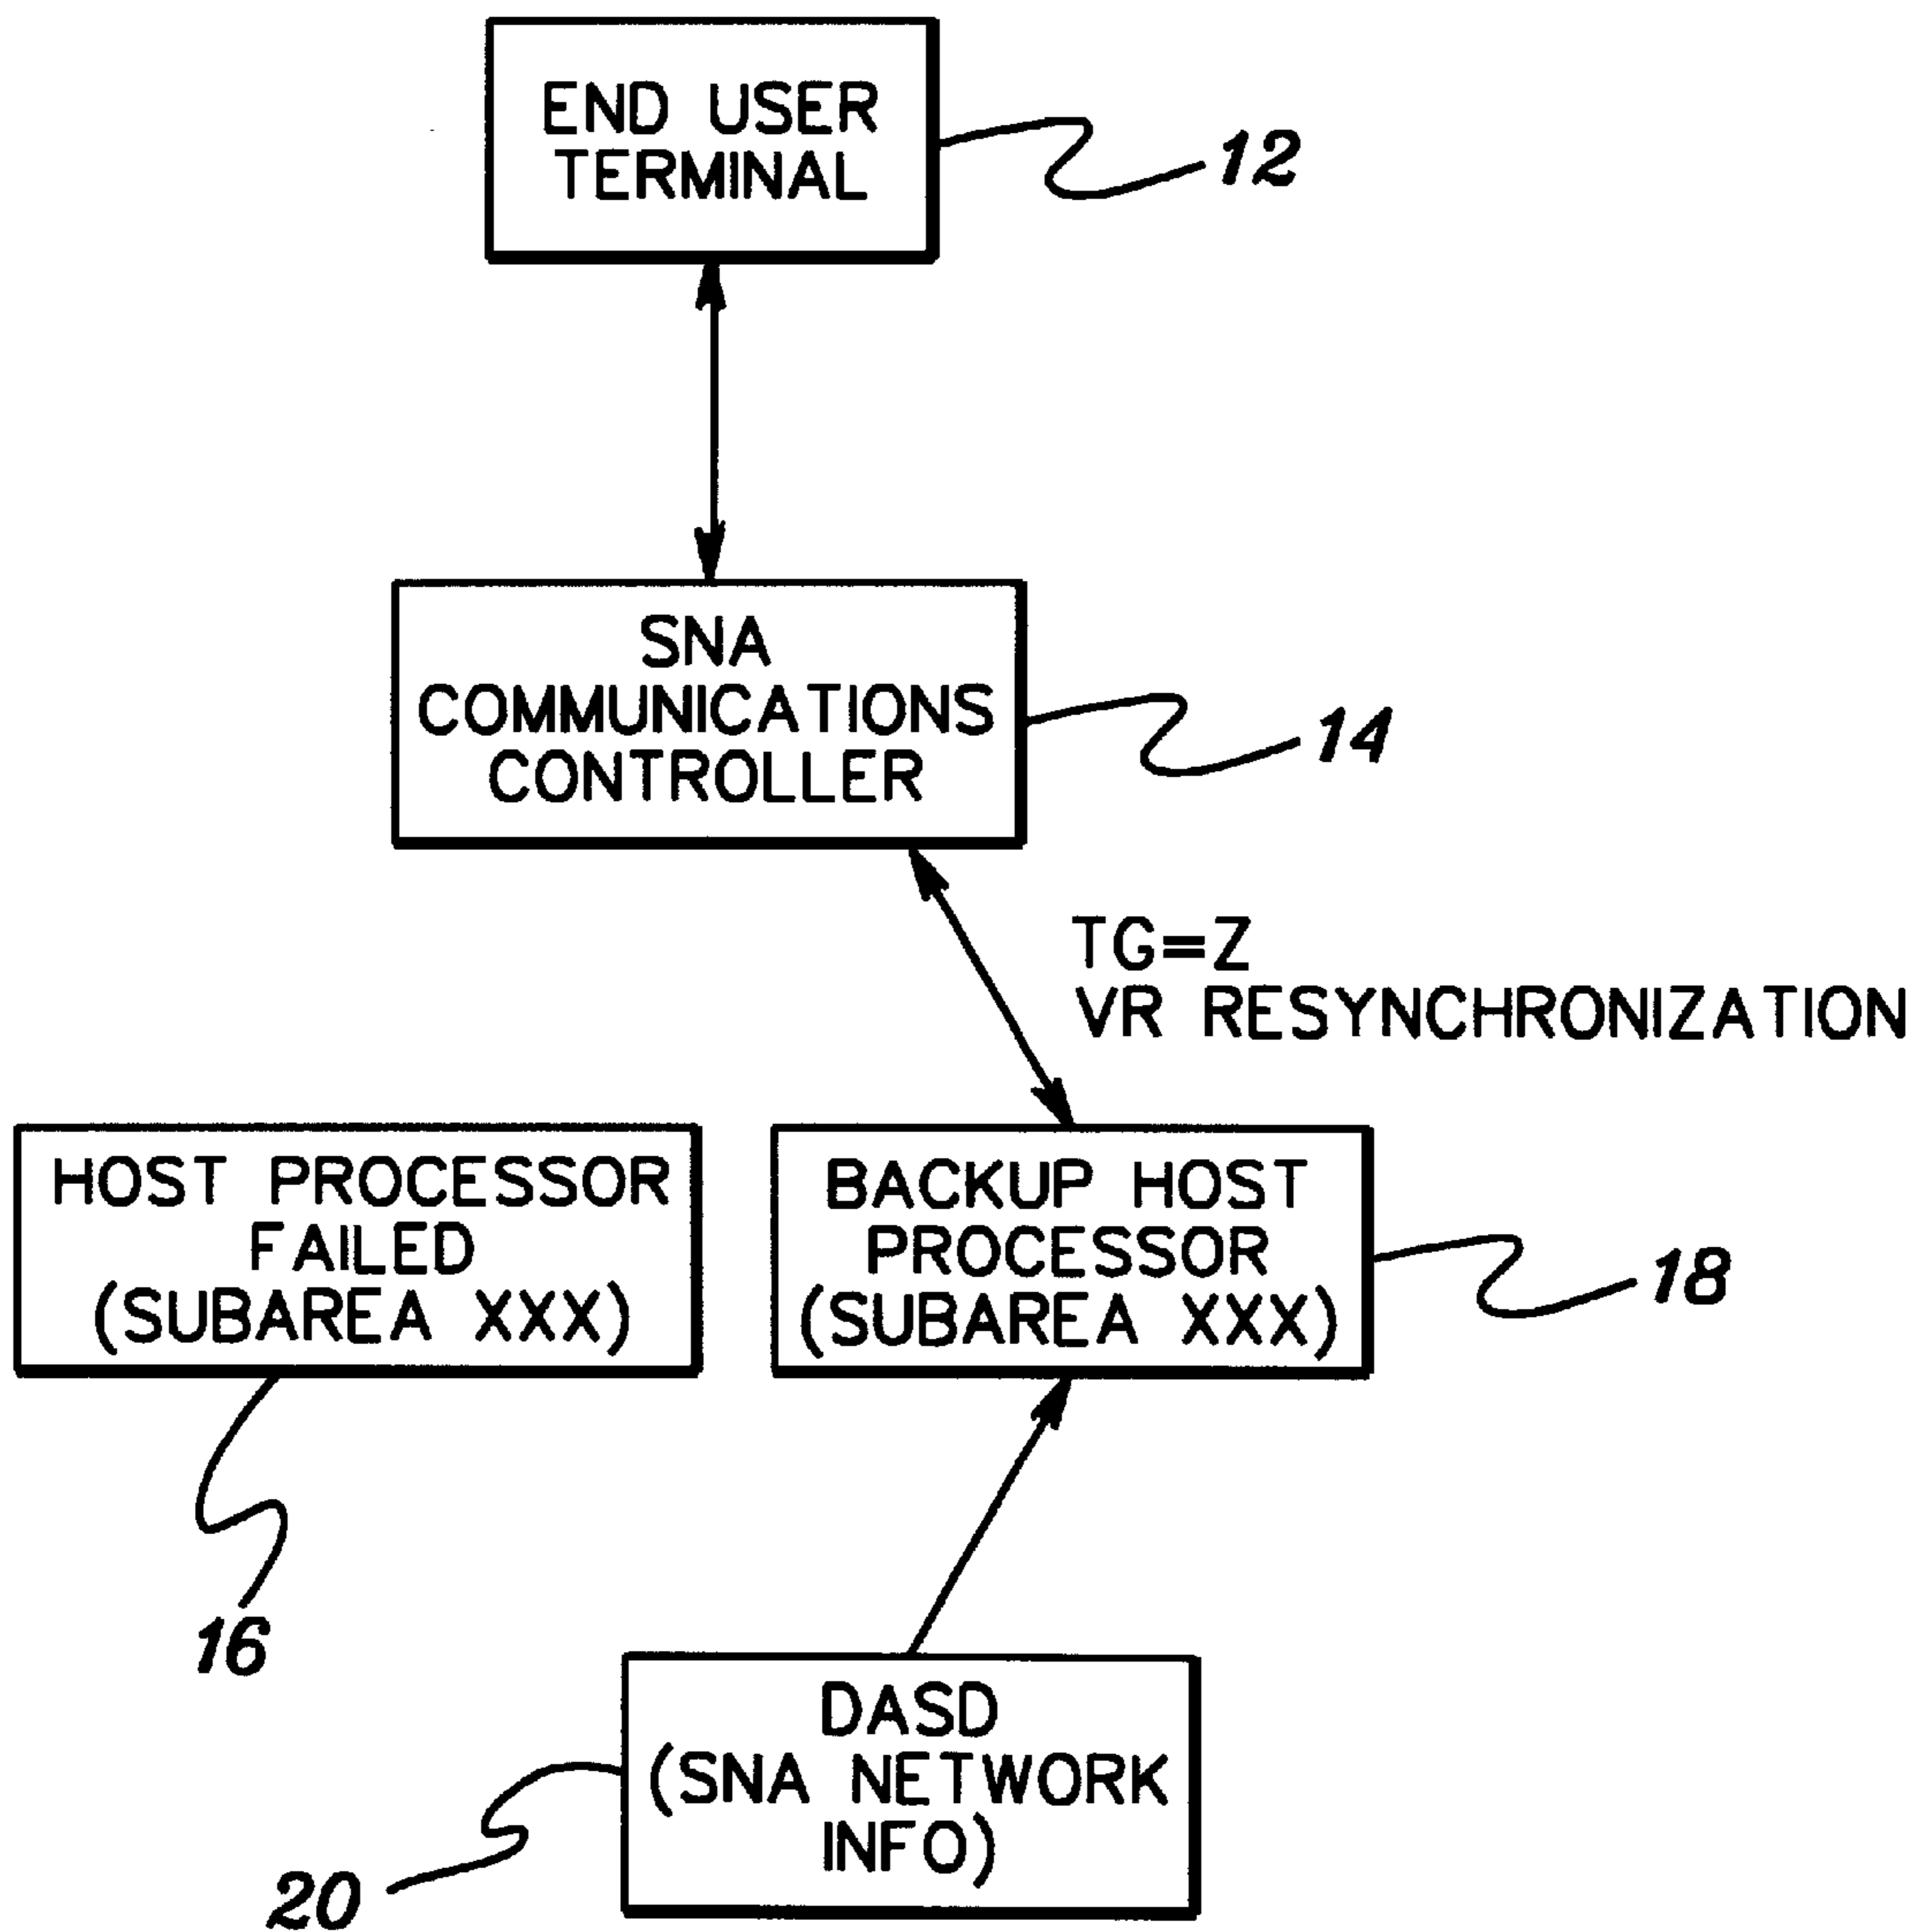 END USER
TERMINAL
12
SNA
COMMUNICATIONS
CONTROLLER
14
TG=Z
VR RESYNCHRONIZATION
HOST PROCESSOR
FAILED
(SUBAREA XXX)
16
BACKUP HOST
PROCESSOR
(SUBAREA XXX)
18
DASD
(SNA NETWORK
INFO)
20